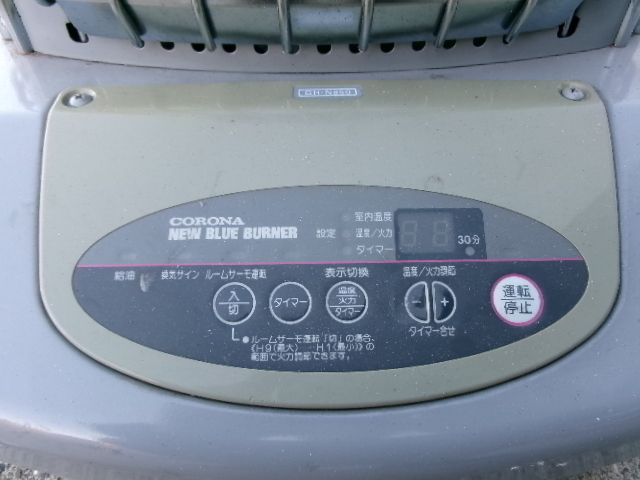 GH-N650
CORONA
NEW BLUE BURNER
設定
室内温度
温度/火力
タイマー
30分
給油 換気サイン ルームサーモ運転 表示切換 温度/火力調節
入
切
タイマー
温度
火力
タイマー
−
+
タイマー合せ
運転
停止
●ルームサーモ運転「切」の場合、
《H9(最大) H1(最小)》の
範囲で火力調節できます。